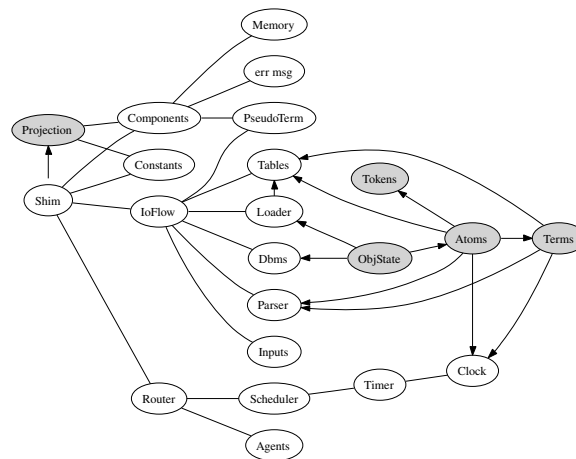 Memory
err msg
Components
PseudoTerm
Projection
Constants
Tables
Tokens
Shim
IoFlow
Loader
Atoms
Terms
Dbms
ObjState
Parser
Inputs
Clock
Timer
Router
Scheduler
Agents